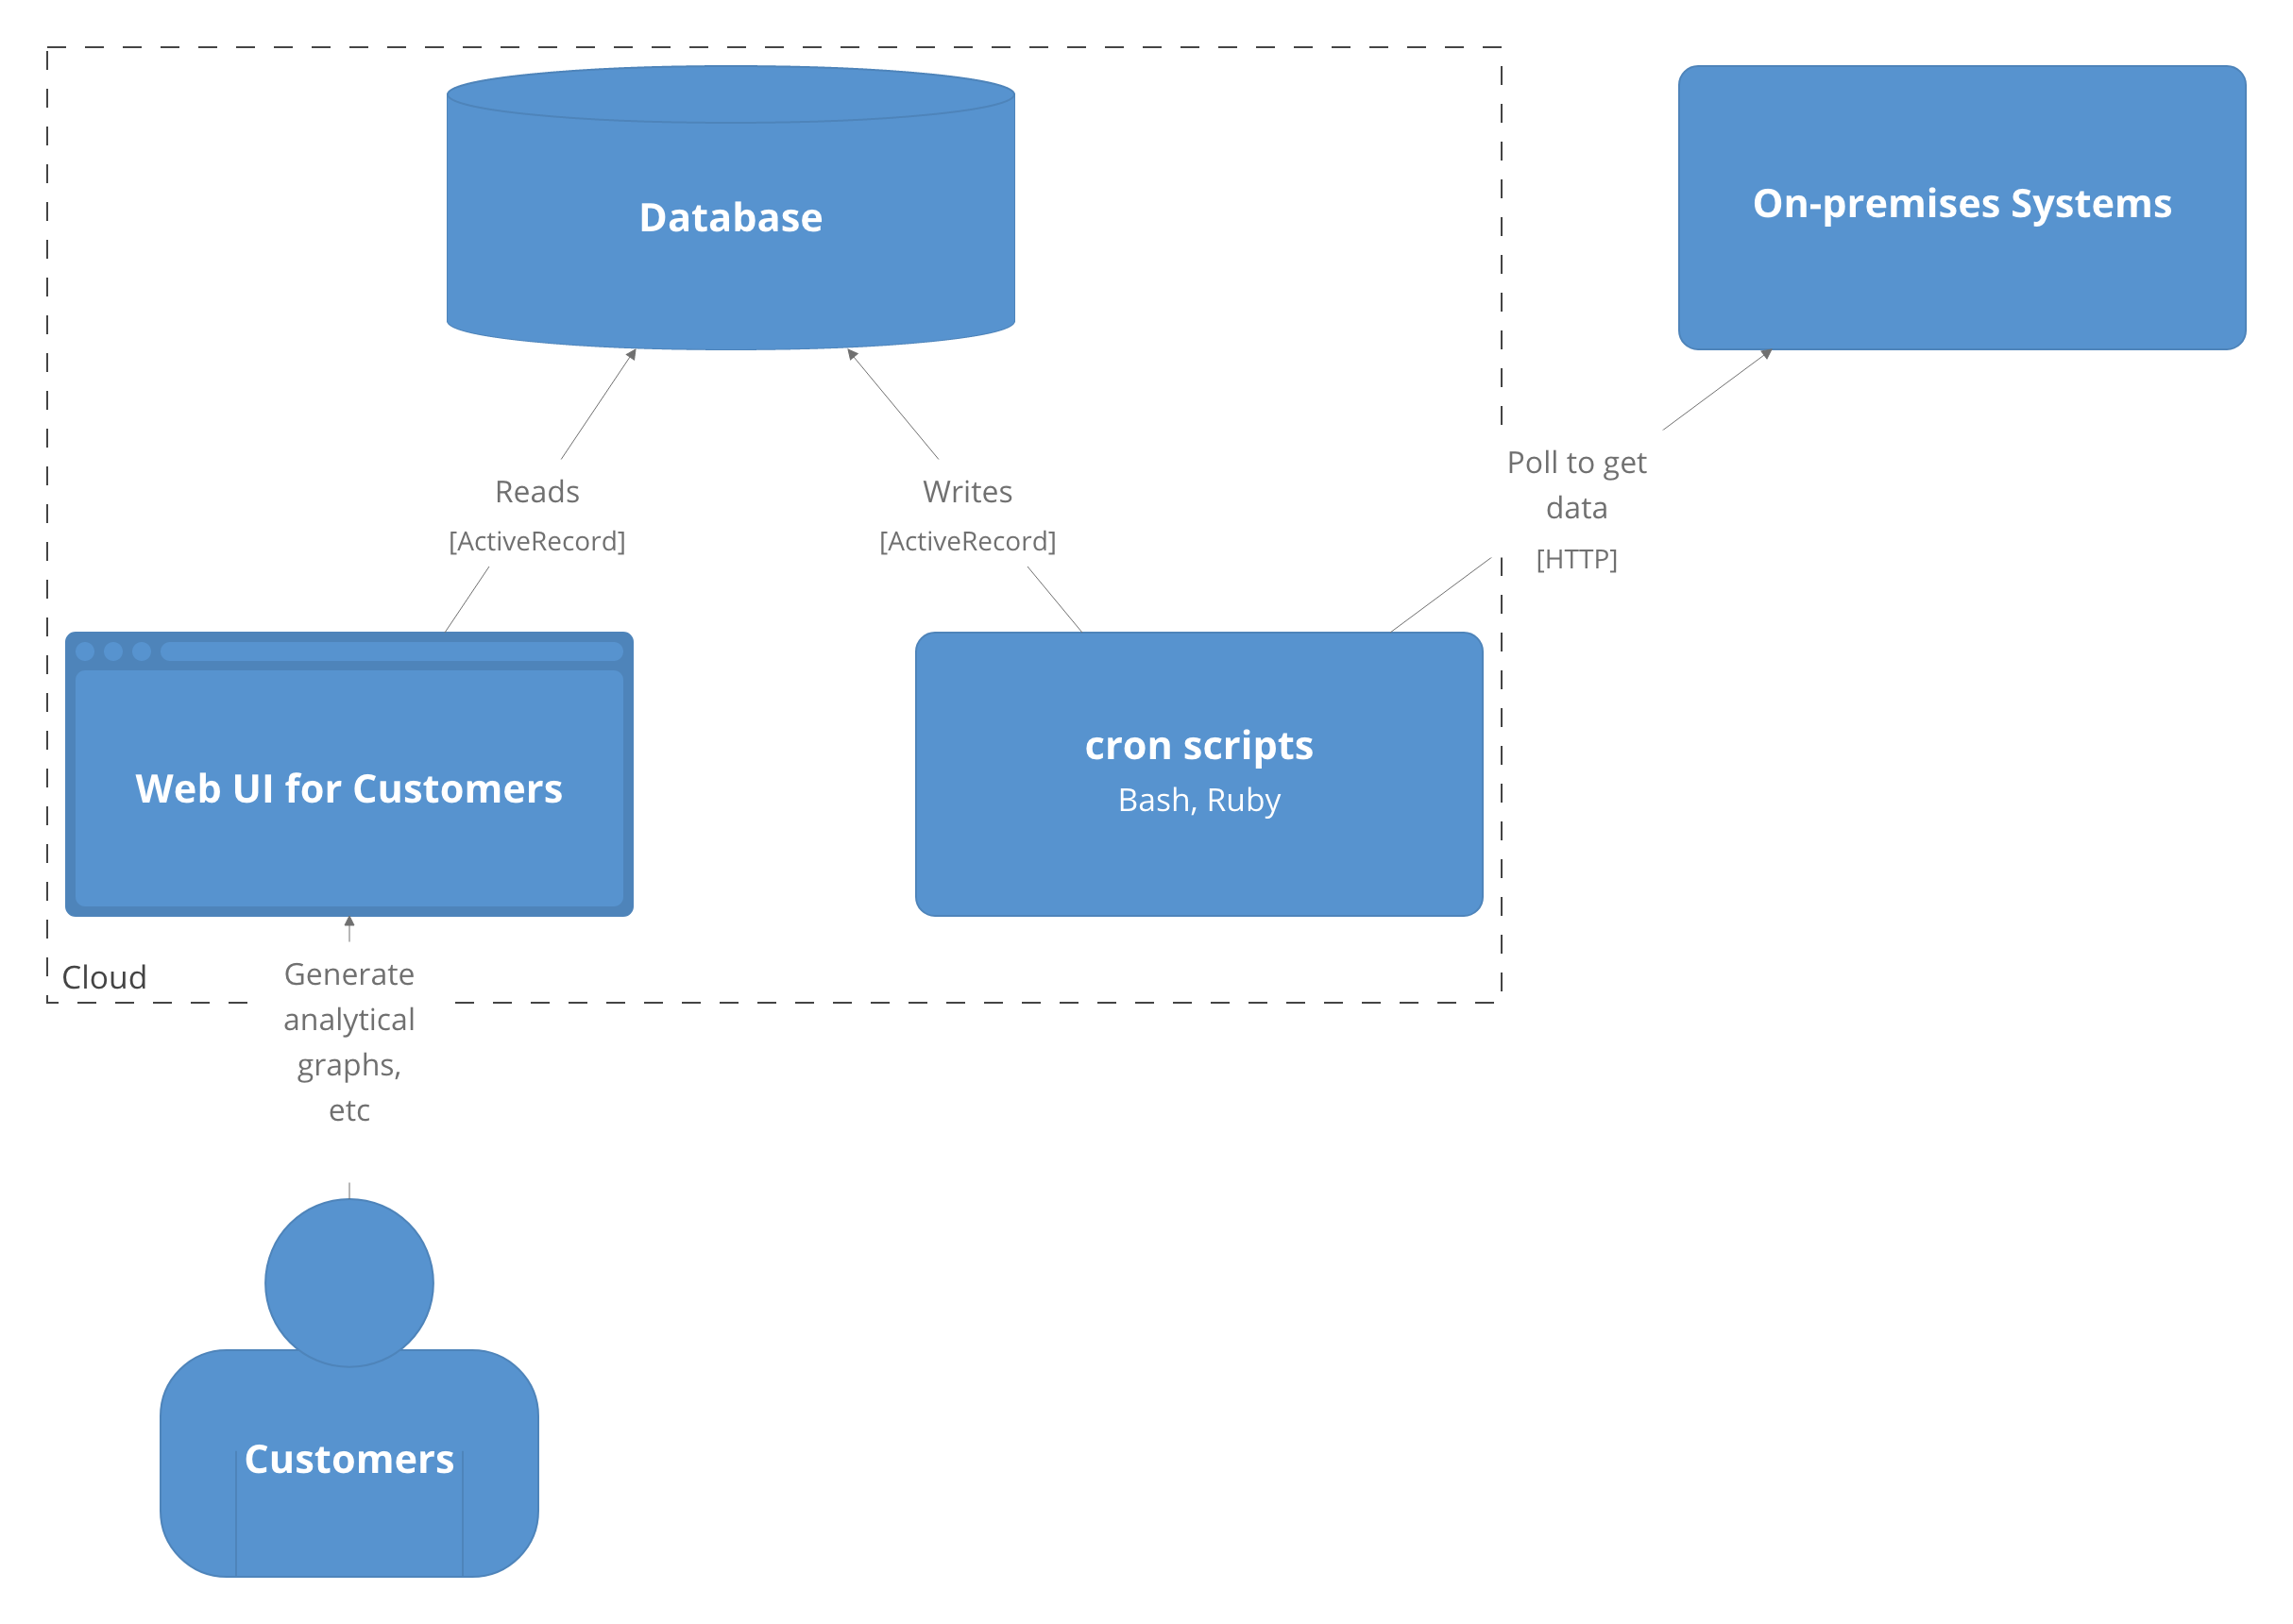 Database
On-premises Systems
Reads
[ActiveRecord]
Writes
[ActiveRecord]
Poll to get
data
[HTTP]
Web UI for Customers
cron scripts
Bash, Ruby
Cloud
Generate
analytical
graphs,
etc
Customers